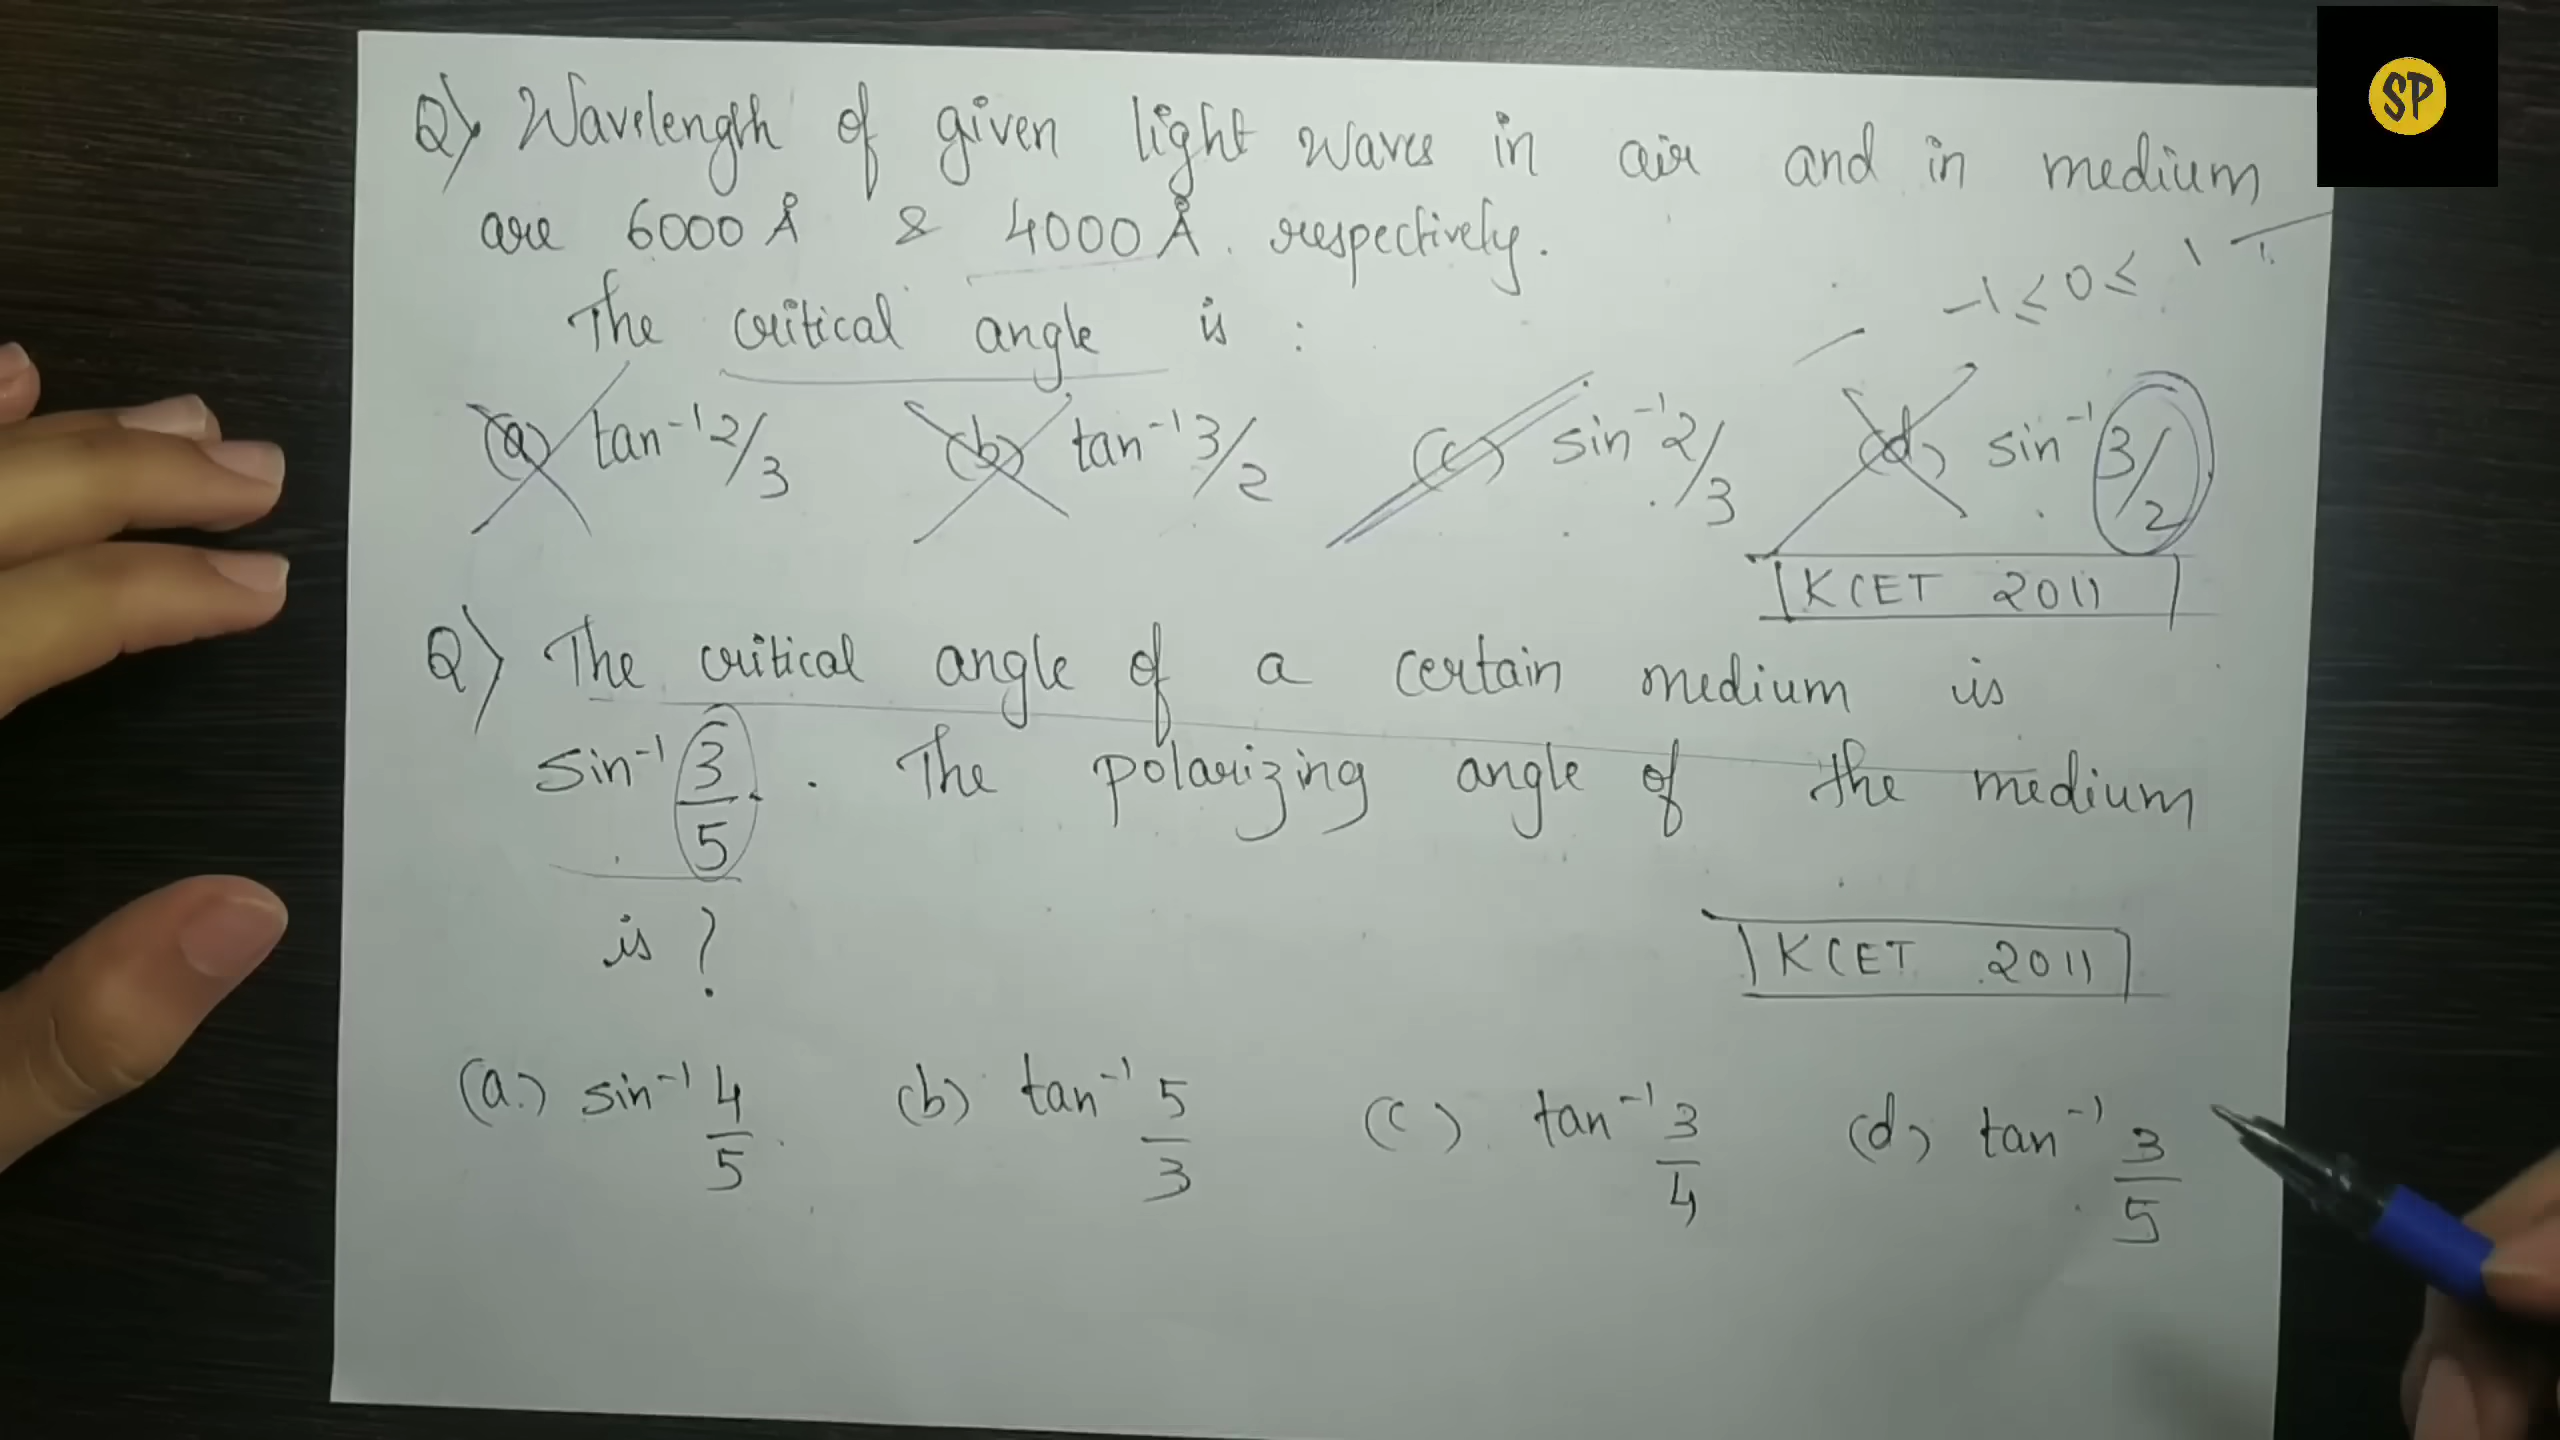 SP
Q) Wavelength of given light waves in air and in medium
are 6000 Å & 4000 Å. respectively.
-1 ≤ 0 ≤ 1
The critical angle is :
(a) tan⁻¹ 2/3 (b) tan⁻¹ 3/2 (c) sin⁻¹ 2/3 (d) sin⁻¹ 3/2
KCET 2011
Q) The critical angle of a certain medium is
sin⁻¹ 3/5 . The polarizing angle of the medium
is ?
KCET 2011
(a.) sin⁻¹ 4/5 (b) tan⁻¹ 5/3 (c) tan⁻¹ 3/4 (d) tan⁻¹ 3/5